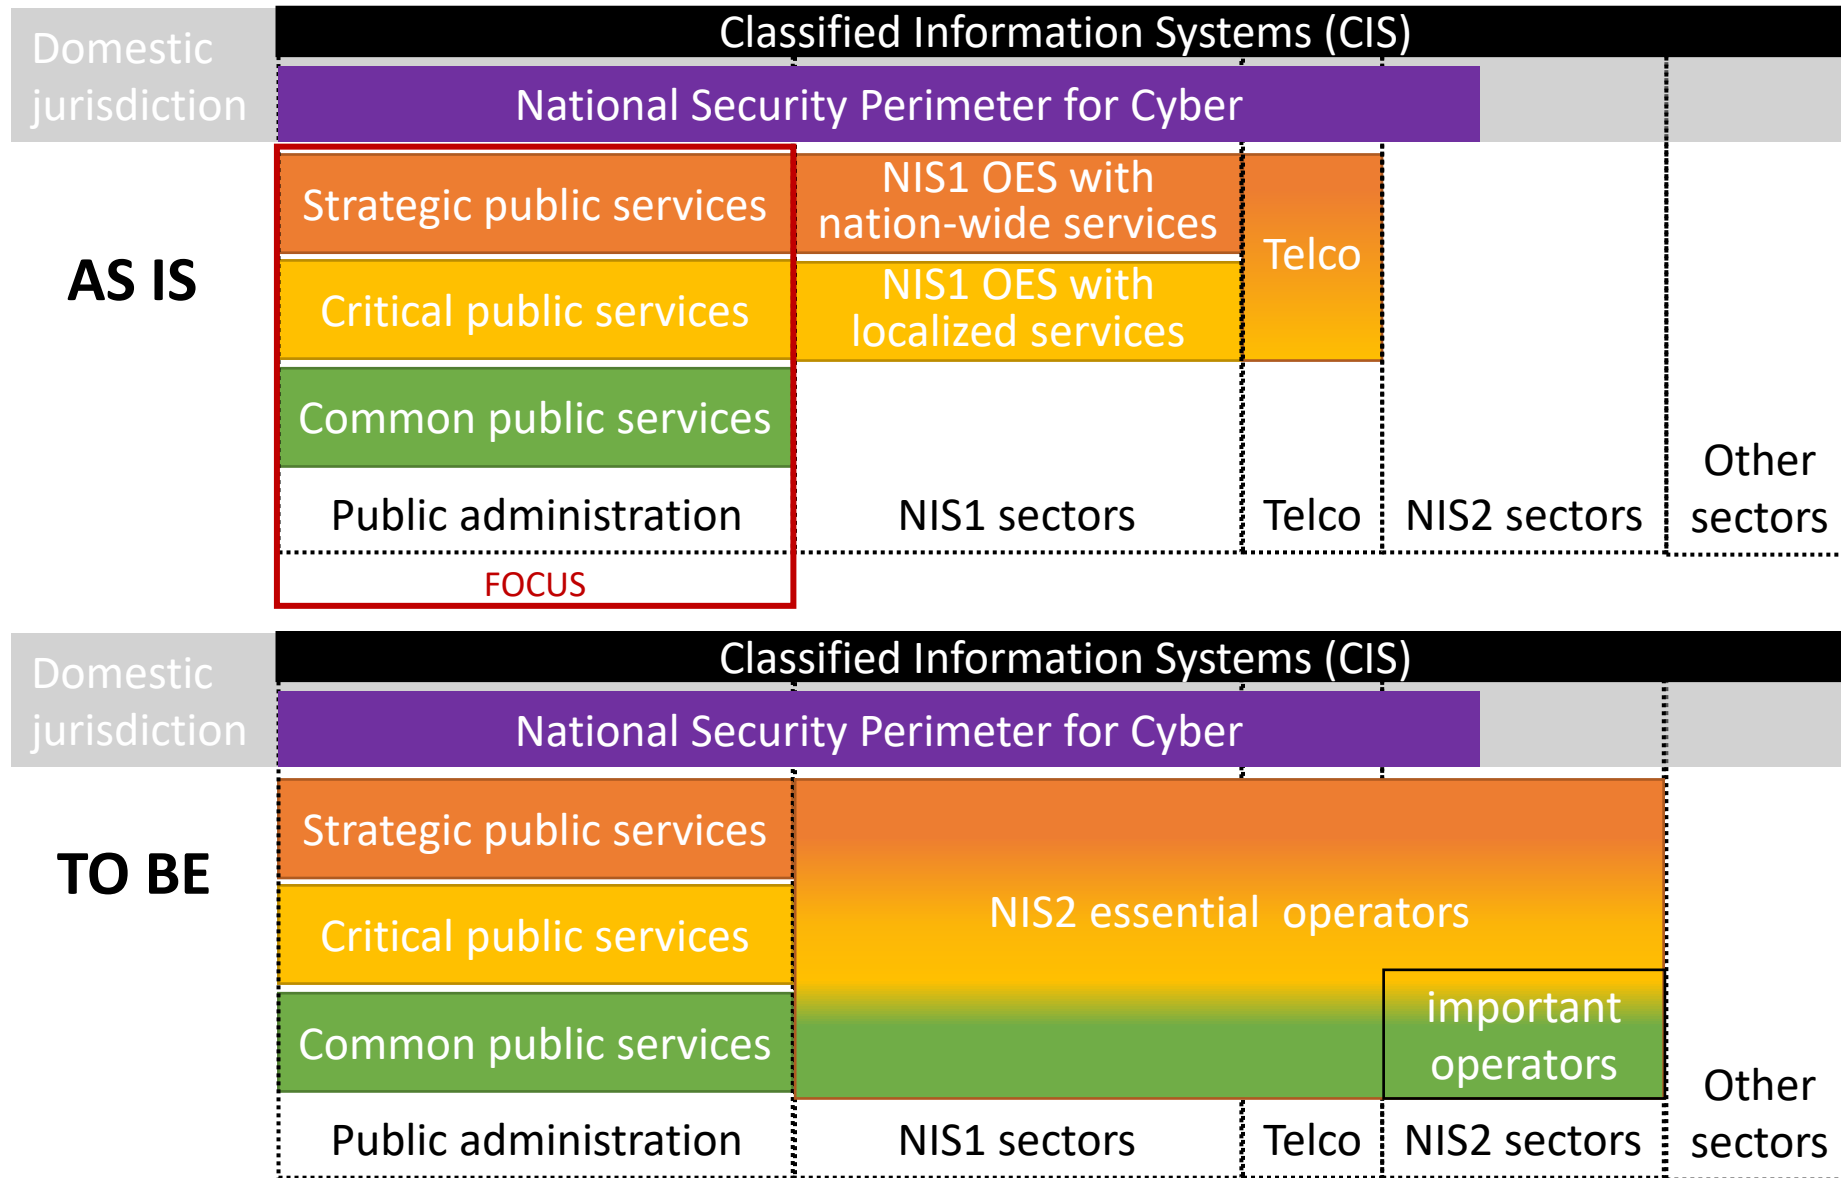 Classified Information Systems (CIS)
Domestic
jurisdiction
National Security Perimeter for Cyber
AS IS
Strategic public services
NIS1 OES with
nation-wide services
Telco
Critical public services
NIS1 OES with
localized services
Common public services
Public administration
NIS1 sectors
Telco
NIS2 sectors
Other
sectors
FOCUS
Classified Information Systems (CIS)
Domestic
jurisdiction
National Security Perimeter for Cyber
TO BE
Strategic public services
Critical public services
NIS2 essential operators
Common public services
important
operators
Public administration
NIS1 sectors
Telco
NIS2 sectors
Other
sectors